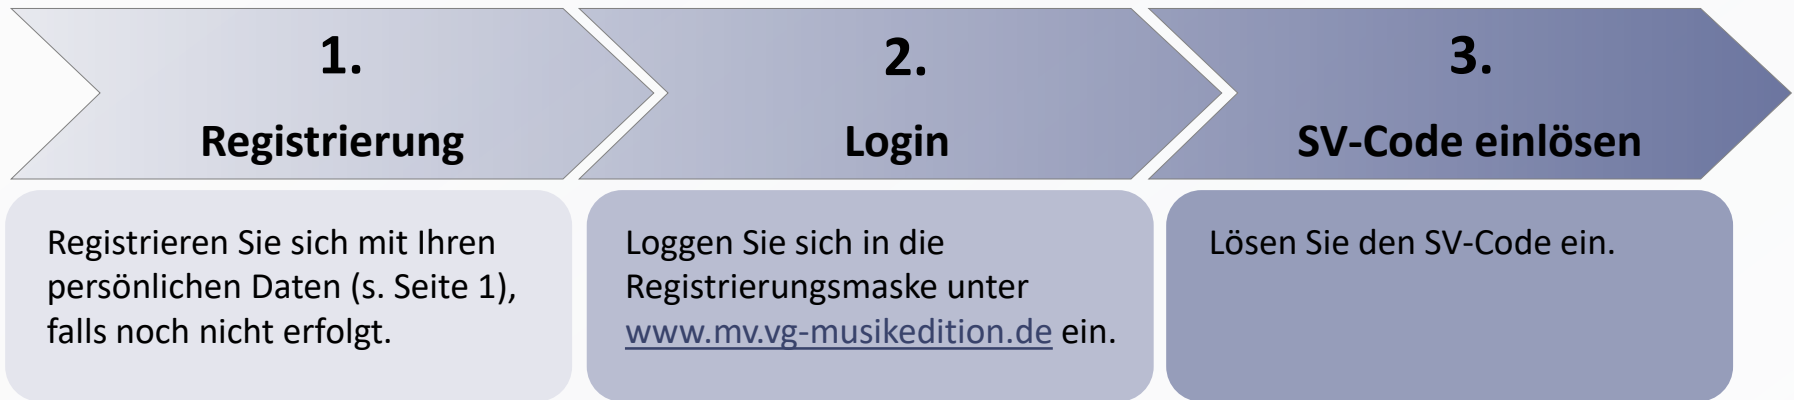 1.
Registrierung
2.
Login
3.
SV-Code einlösen
Registrieren Sie sich mit Ihren
persönlichen Daten (s. Seite 1),
falls noch nicht erfolgt.
Loggen Sie sich in die
Registrierungsmaske unter
www.mv.vg-musikedition.de ein.
Lösen Sie den SV-Code ein.